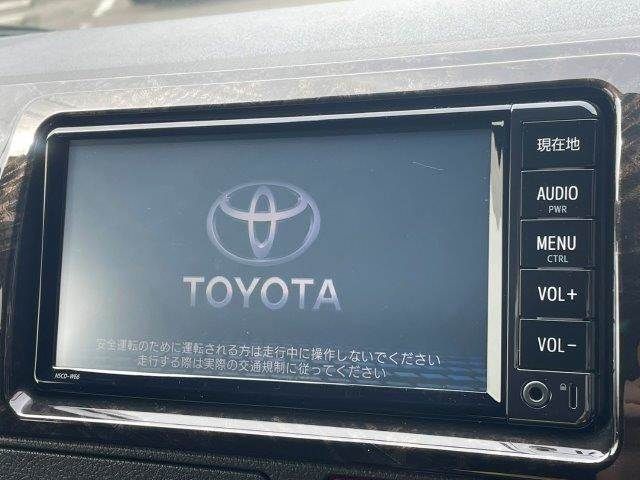 現在地
AUDIO
PWR
MENU
CTRL
VOL+
VOL-
TOYOTA
安全運転のために運転される方は走行中に操作しないでください
走行する際は実際の交通規制に従ってください
NSCD-W66